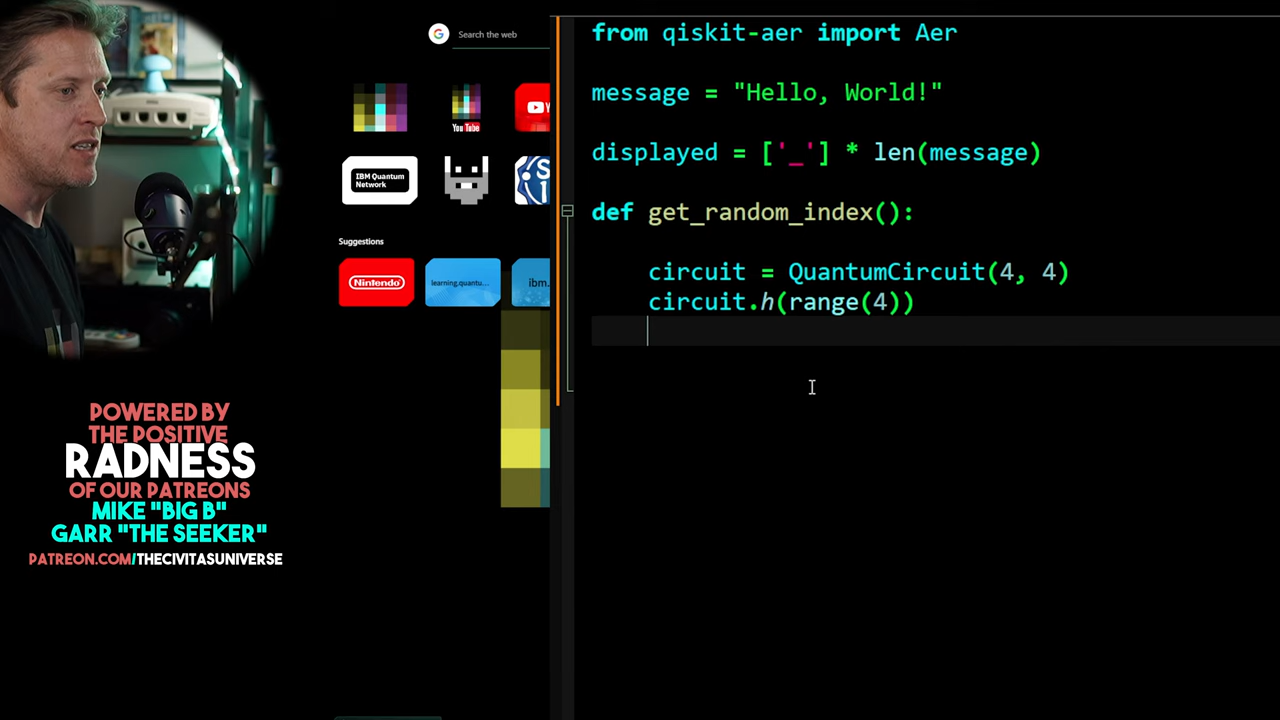 Search the web
You Tube
IBM Quantum
Network
Suggestions
Nintendo
learning.quantu...
ibm.
POWERED BY
THE POSITIVE
RADNESS
OF OUR PATREONS
MIKE "BIG B"
GARR "THE SEEKER"
PATREON.COM/THECIVITASUNIVERSE
from qiskit-aer import Aer
message = "Hello, World!"
displayed = ['_'] * len(message)
def get_random_index():
circuit = QuantumCircuit(4, 4)
circuit.h(range(4))